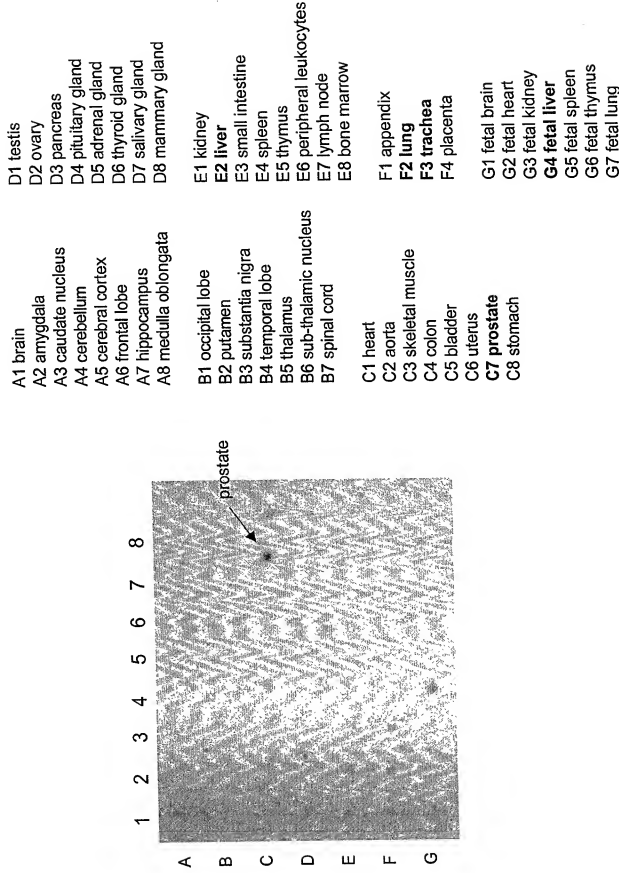 1 2 3 4 5 6 7 8
A
B
C
D
E
F
G
prostate
A1 brain
A2 amygdala
A3 caudate nucleus
A4 cerebellum
A5 cerebral cortex
A6 frontal lobe
A7 hippocampus
A8 medulla oblongata
B1 occipital lobe
B2 putamen
B3 substantia nigra
B4 temporal lobe
B5 thalamus
B6 sub-thalamic nucleus
B7 spinal cord
C1 heart
C2 aorta
C3 skeletal muscle
C4 colon
C5 bladder
C6 uterus
C7 prostate
C8 stomach
D1 testis
D2 ovary
D3 pancreas
D4 pituitary gland
D5 adrenal gland
D6 thyroid gland
D7 salivary gland
D8 mammary gland
E1 kidney
E2 liver
E3 small intestine
E4 spleen
E5 thymus
E6 peripheral leukocytes
E7 lymph node
E8 bone marrow
F1 appendix
F2 lung
F3 trachea
F4 placenta
G1 fetal brain
G2 fetal heart
G3 fetal kidney
G4 fetal liver
G5 fetal spleen
G6 fetal thymus
G7 fetal lung